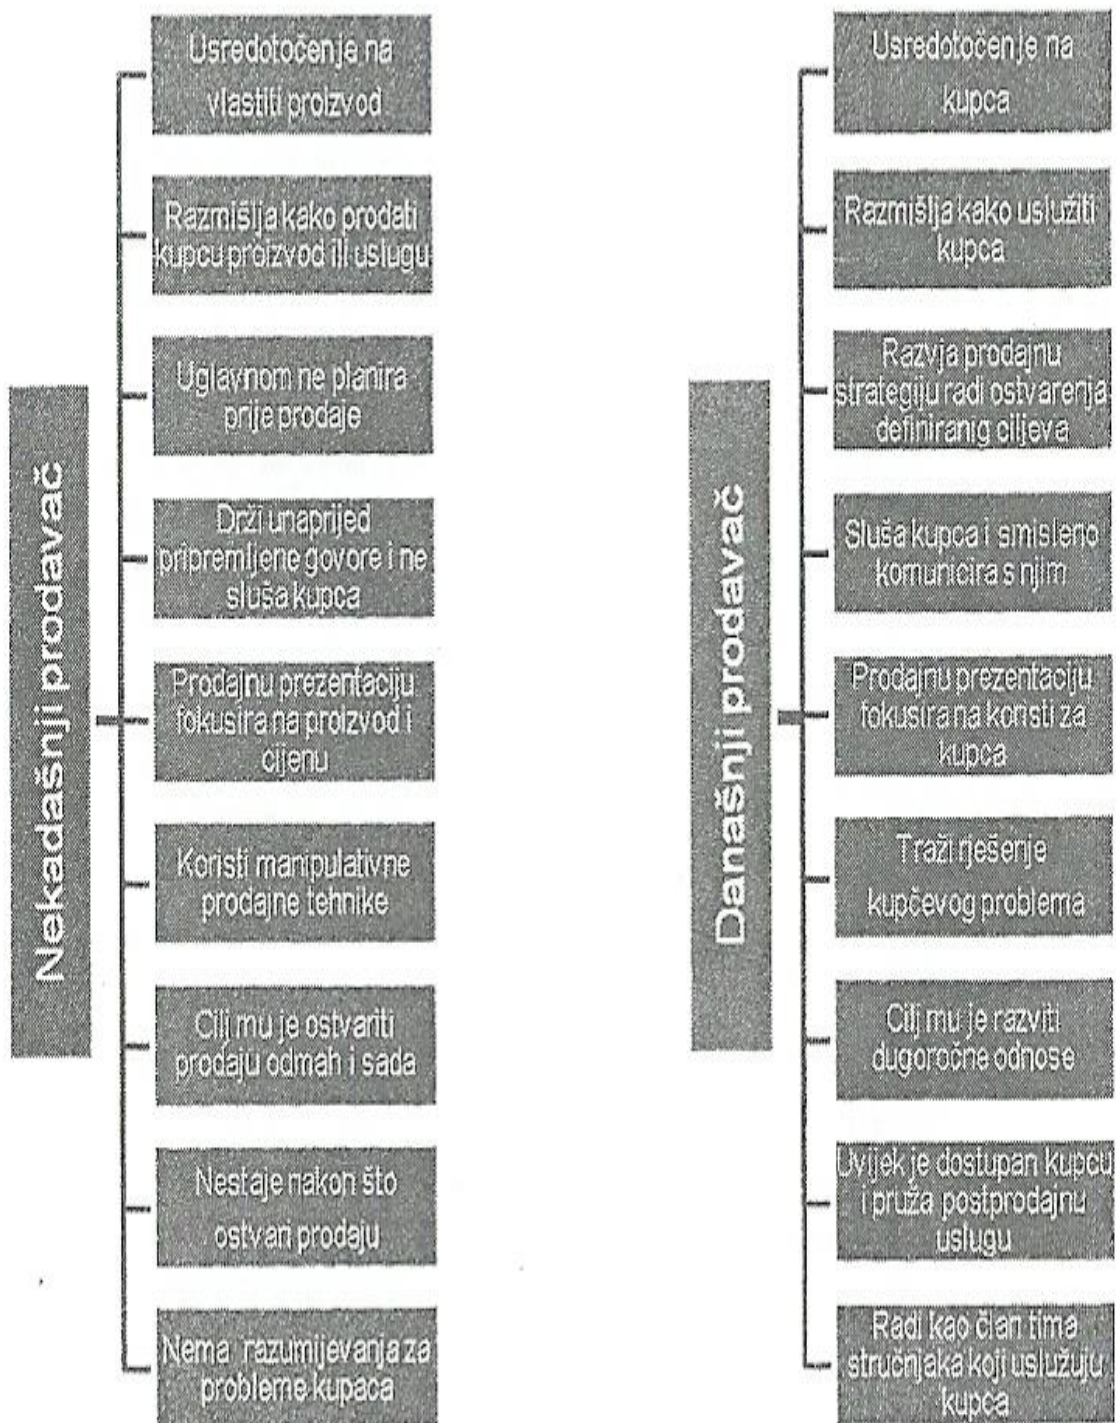 Nekadašnji prodavač
Usredotočenje na
vlastiti proizvod
Razmišlja kako prodati
kupcu proizvod ili uslugu
Uglavnom ne planira
prije prodaje
Drži unaprijed
pripremljene govore i ne
sluša kupca
Prodajnu prezentaciju
fokusira na proizvod i
cijenu
Koristi manipulativne
prodajne tehnike
Cilj mu je ostvariti
prodaju odmah i sada
Nestaje nakon što
ostvari prodaju
Nema razumijevanja za
probleme kupaca
Današnji prodavač
Usredotočenje na
kupca
Razmišlja kako uslužiti
kupca
Razvja prodajnu
strategiju radi ostvarenja
definiranig ciljeva
Sluša kupca i smisleno
komunicira s njim
Prodajnu prezentaciju
fokusira na koristi za
kupca
Traži rješenje
kupčevog problema
Cilj mu je razviti
dugoročne odnose
Uvijek je dostupan kupcu
i pruža postprodajnu
uslugu
Radi kao član tima
stručnjaka koji uslužuju
kupca